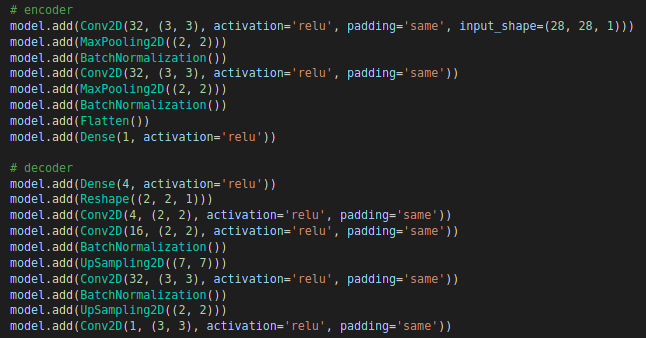 # encoder
model.add(Conv2D(32, (3, 3), activation='relu', padding='same', input_shape=(28, 28, 1)))
model.add(MaxPooling2D((2, 2)))
model.add(BatchNormalization())
model.add(Conv2D(32, (3, 3), activation='relu', padding='same'))
model.add(MaxPooling2D((2, 2)))
model.add(BatchNormalization())
model.add(Flatten())
model.add(Dense(1, activation='relu'))
# decoder
model.add(Dense(4, activation='relu'))
model.add(Reshape((2, 2, 1)))
model.add(Conv2D(4, (2, 2), activation='relu', padding='same'))
model.add(Conv2D(16, (2, 2), activation='relu', padding='same'))
model.add(BatchNormalization())
model.add(UpSampling2D((7, 7)))
model.add(Conv2D(32, (3, 3), activation='relu', padding='same'))
model.add(BatchNormalization())
model.add(UpSampling2D((2, 2)))
model.add(Conv2D(1, (3, 3), activation='relu', padding='same'))